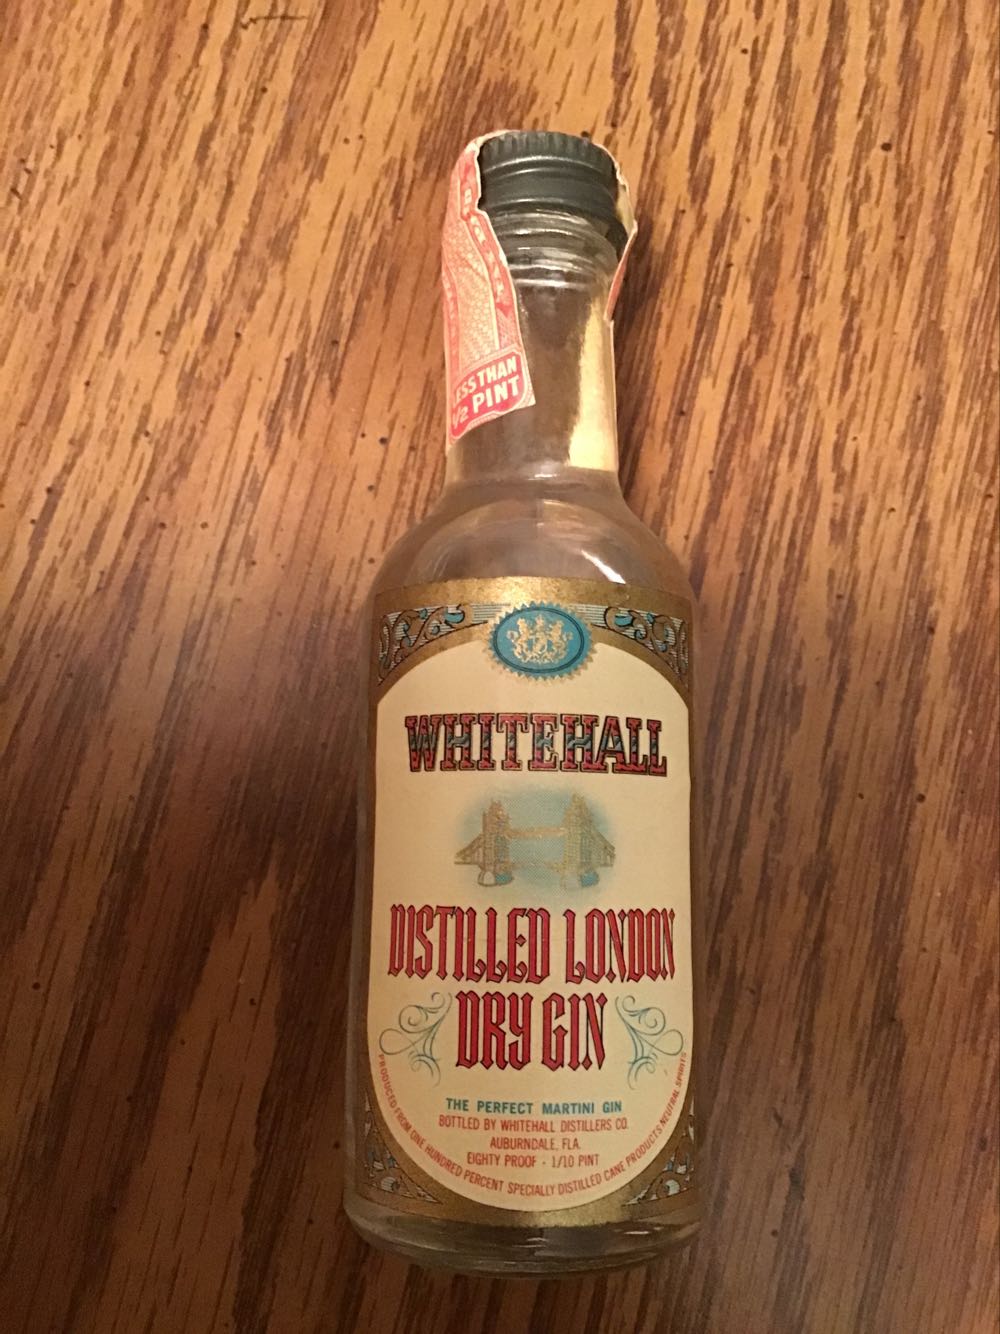 LESS THAN
1/2 PINT
WHITEHALL
DISTILLED LONDON
DRY GIN
THE PERFECT MARTINI GIN
BOTTLED BY WHITEHALL DISTILLERS CO.
AUBURNDALE, FLA.
EIGHTY PROOF - 1/10 PINT
PRODUCED FROM ONE HUNDRED PERCENT SPECIALLY DISTILLED CANE PRODUCTS NEUTRAL SPIRITS